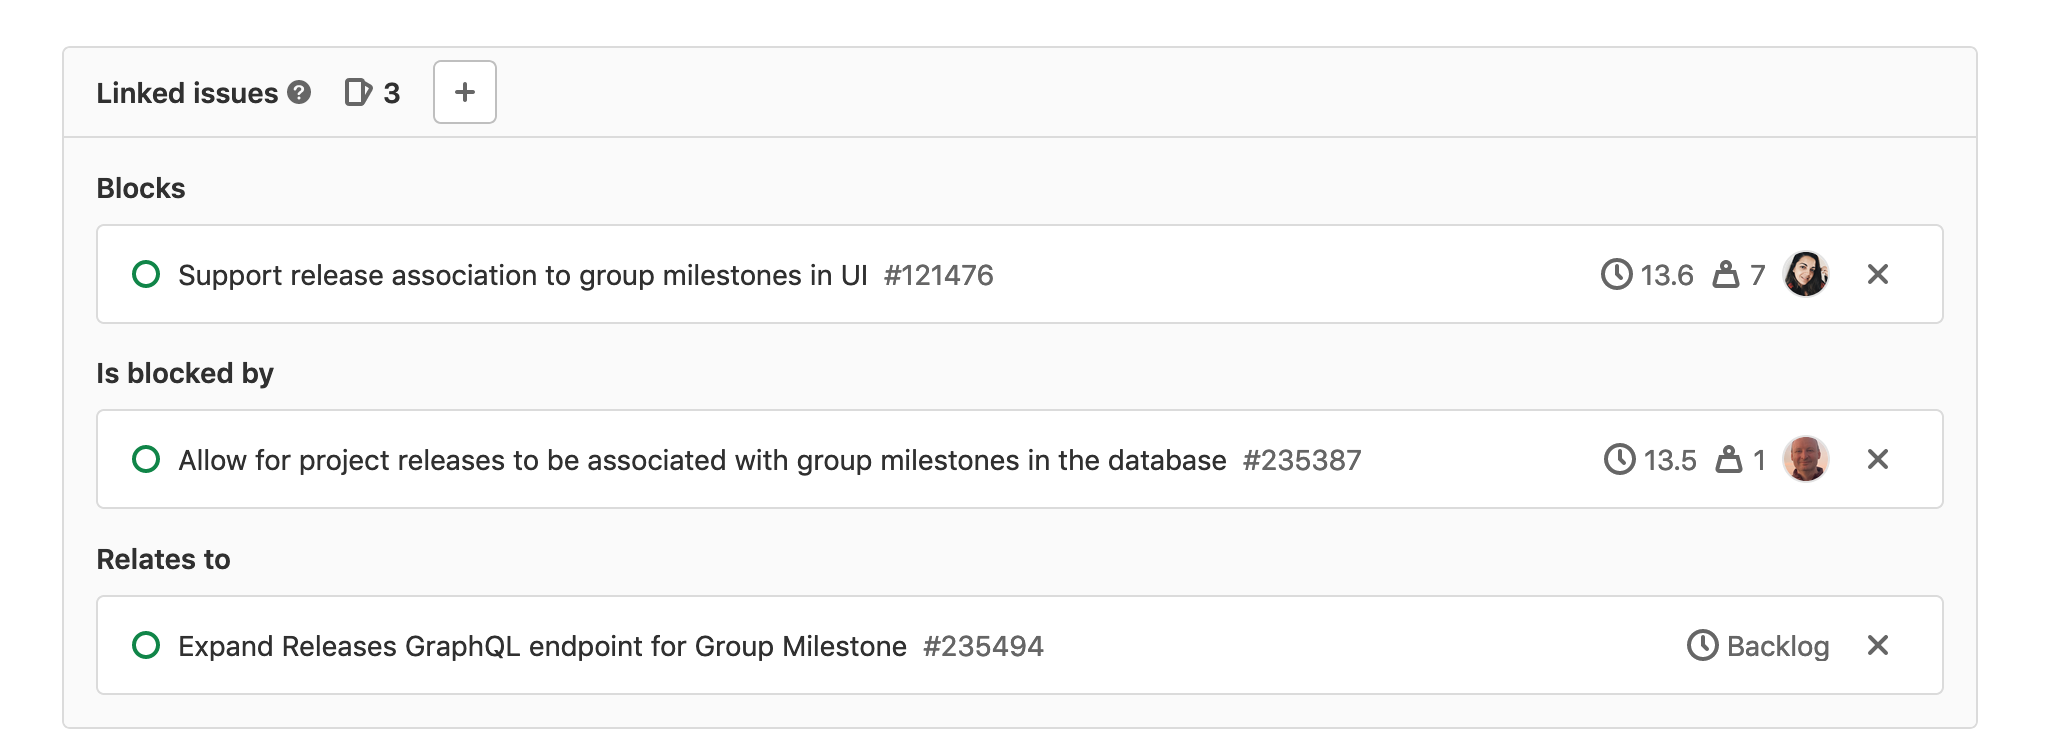 Linked issues ? 3 +
Blocks
Support release association to group milestones in UI #121476 13.6 7
Is blocked by
Allow for project releases to be associated with group milestones in the database #235387 13.5 1
Relates to
Expand Releases GraphQL endpoint for Group Milestone #235494 Backlog